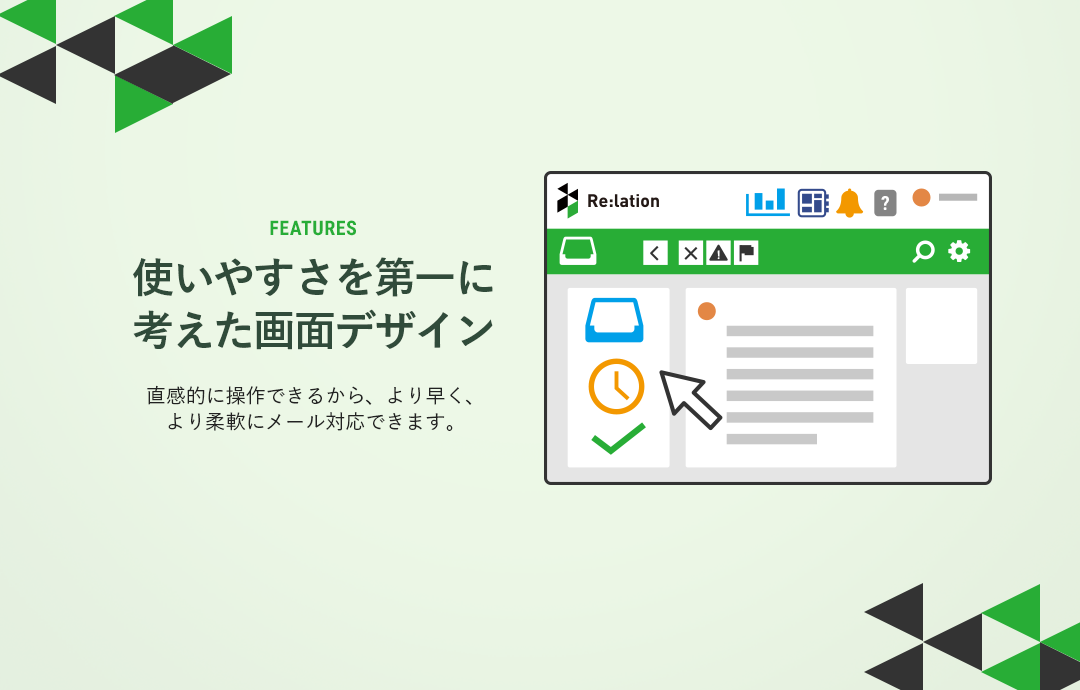 FEATURES
使いやすさを第一に
考えた画面デザイン
直感的に操作できるから、より早く、
より柔軟にメール対応できます。
Re:lation
?